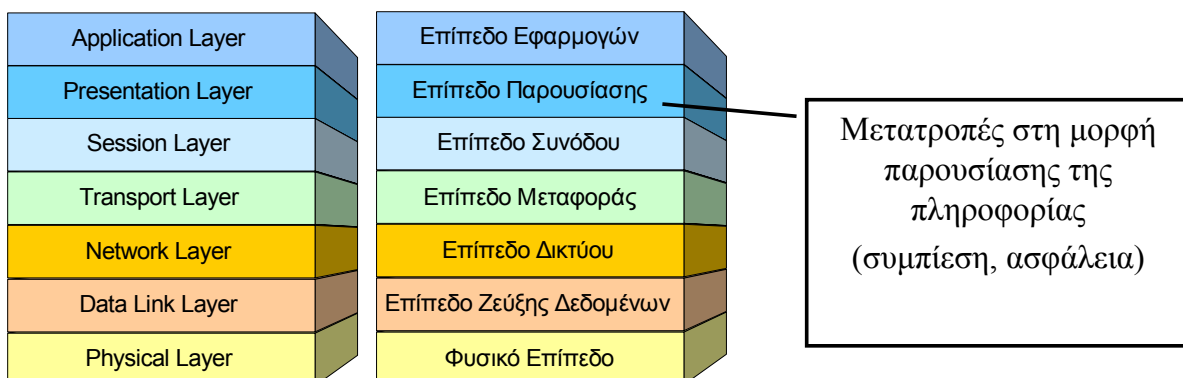 Application Layer
Presentation Layer
Session Layer
Transport Layer
Network Layer
Data Link Layer
Physical Layer
Επίπεδο Εφαρμογών
Επίπεδο Παρουσίασης
Επίπεδο Συνόδου
Επίπεδο Μεταφοράς
Επίπεδο Δικτύου
Επίπεδο Ζεύξης Δεδομένων
Φυσικό Επίπεδο
Μετατροπές στη μορφή
παρουσίασης της
πληροφορίας
(συμπίεση, ασφάλεια)